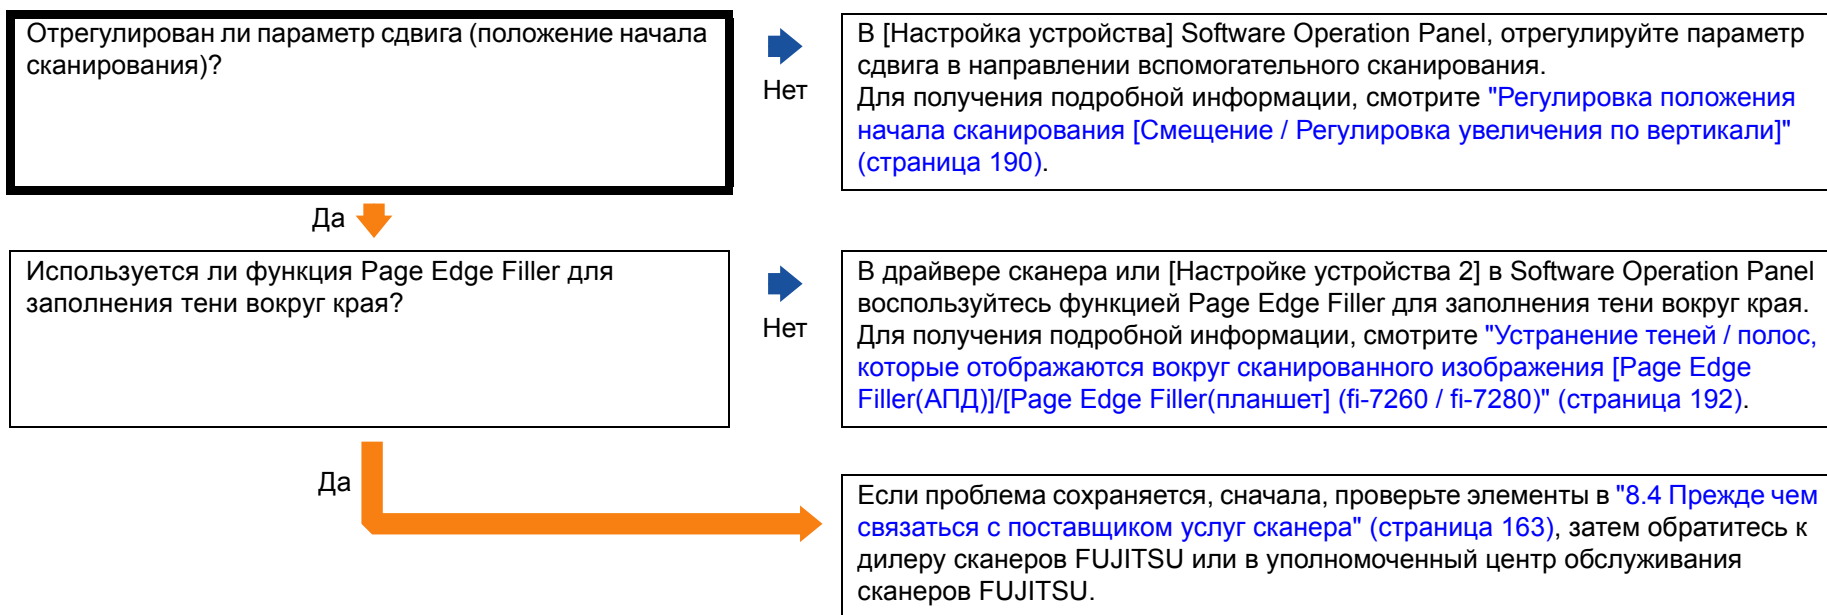 Отрегулирован ли параметр сдвига (положение начала
сканирования)?
Нет
В [Настройка устройства] Software Operation Panel, отрегулируйте параметр
сдвига в направлении вспомогательного сканирования.
Для получения подробной информации, смотрите "Регулировка положения
начала сканирования [Смещение / Регулировка увеличения по вертикали]"
(страница 190).
Да
Используется ли функция Page Edge Filler для
заполнения тени вокруг края?
Нет
В драйвере сканера или [Настройке устройства 2] в Software Operation Panel
воспользуйтесь функцией Page Edge Filler для заполнения тени вокруг края.
Для получения подробной информации, смотрите "Устранение теней / полос,
которые отображаются вокруг сканированного изображения [Page Edge
Filler(АПД)]/[Page Edge Filler(планшет] (fi-7260 / fi-7280)" (страница 192).
Да
Если проблема сохраняется, сначала, проверьте элементы в "8.4 Прежде чем
связаться с поставщиком услуг сканера" (страница 163), затем обратитесь к
дилеру сканеров FUJITSU или в уполномоченный центр обслуживания
сканеров FUJITSU.